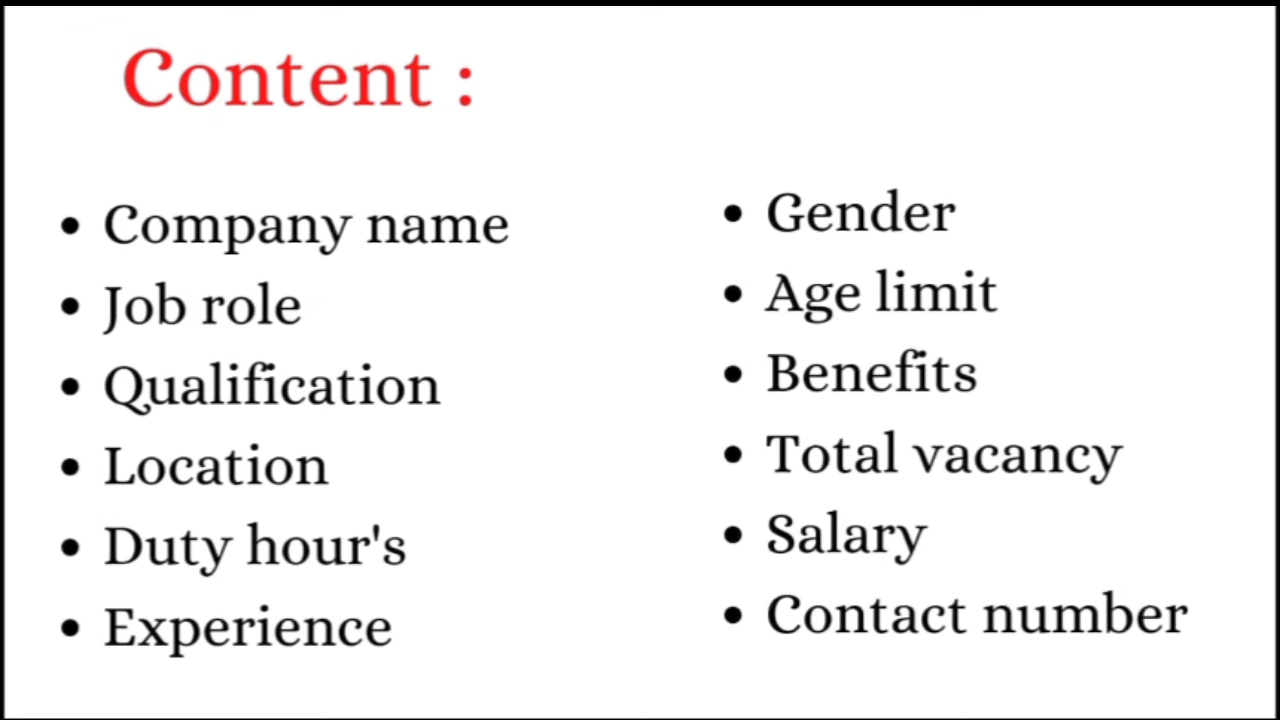 Content :
• Company name
• Job role
• Qualification
• Location
• Duty hour's
• Experience
• Gender
• Age limit
• Benefits
• Total vacancy
• Salary
• Contact number